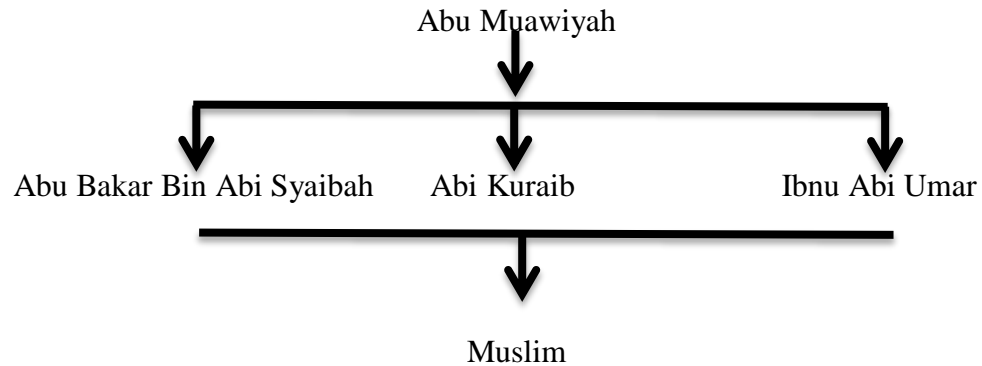 Abu Muawiyah
Abu Bakar Bin Abi Syaibah Abi Kuraib Ibnu Abi Umar
Muslim